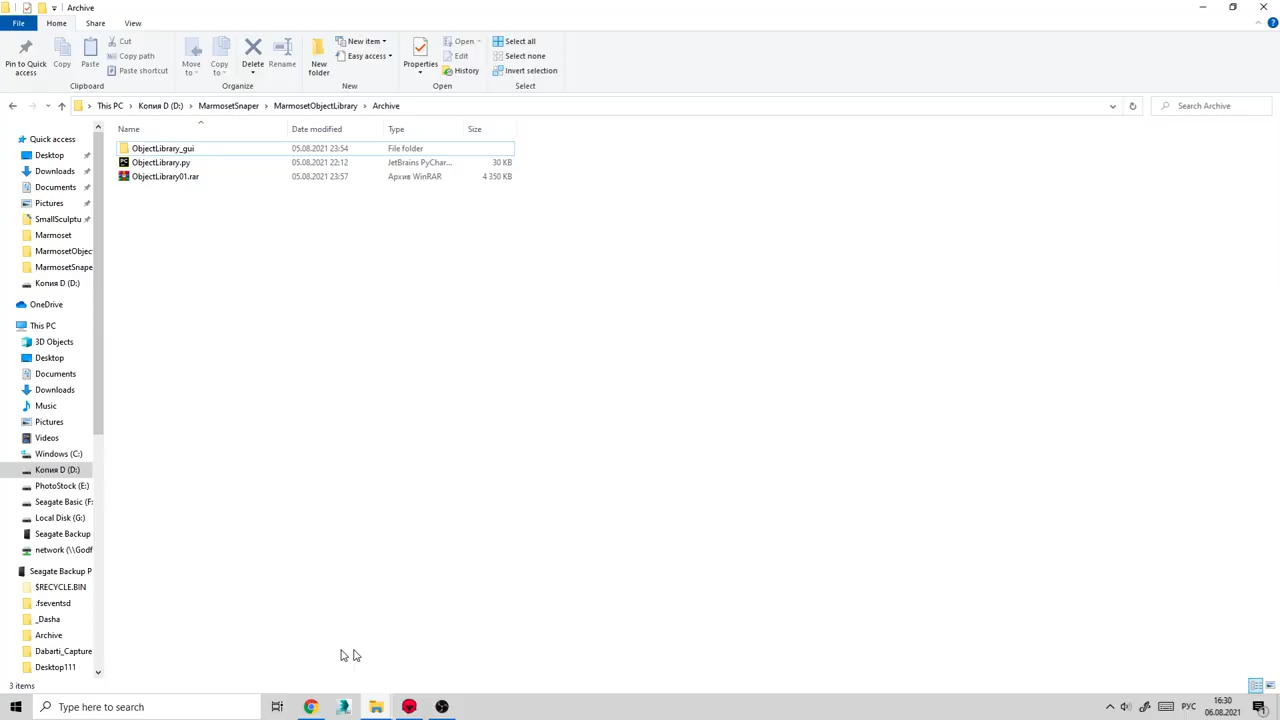 Archive
File
Home
Share
View
Pin to Quick access
Copy
Paste
Cut
Copy path
Paste shortcut
Clipboard
Move to
Copy to
Delete
Rename
Organize
New folder
New item
Easy access
New
Properties
Open
Edit
History
Open
Select all
Select none
Invert selection
Select
This PC
Копия D (D:)
MarmosetSnaper
MarmosetObjectLibrary
Archive
Search Archive
Name
Date modified
Type
Size
ObjectLibrary_gui
05.08.2021 23:54
File folder
ObjectLibrary.py
05.08.2021 22:12
JetBrains PyChar...
30 KB
ObjectLibrary01.rar
05.08.2021 23:57
Архив WinRAR
4 350 KB
Quick access
Desktop
Downloads
Documents
Pictures
SmallSculptu
Marmoset
MarmosetObjec
MarmosetSnape
Копия D (D:)
OneDrive
This PC
3D Objects
Desktop
Documents
Downloads
Music
Pictures
Videos
Windows (C:)
Копия D (D:)
PhotoStock (E:)
Seagate Basic (F:
Local Disk (G:)
Seagate Backup
network (\\Godf
Seagate Backup P
$RECYCLE.BIN
.fseventsd
_Dasha
Archive
Dabarti_Capture
Desktop111
3 items
Type here to search
РУС
16:30
06.08.2021